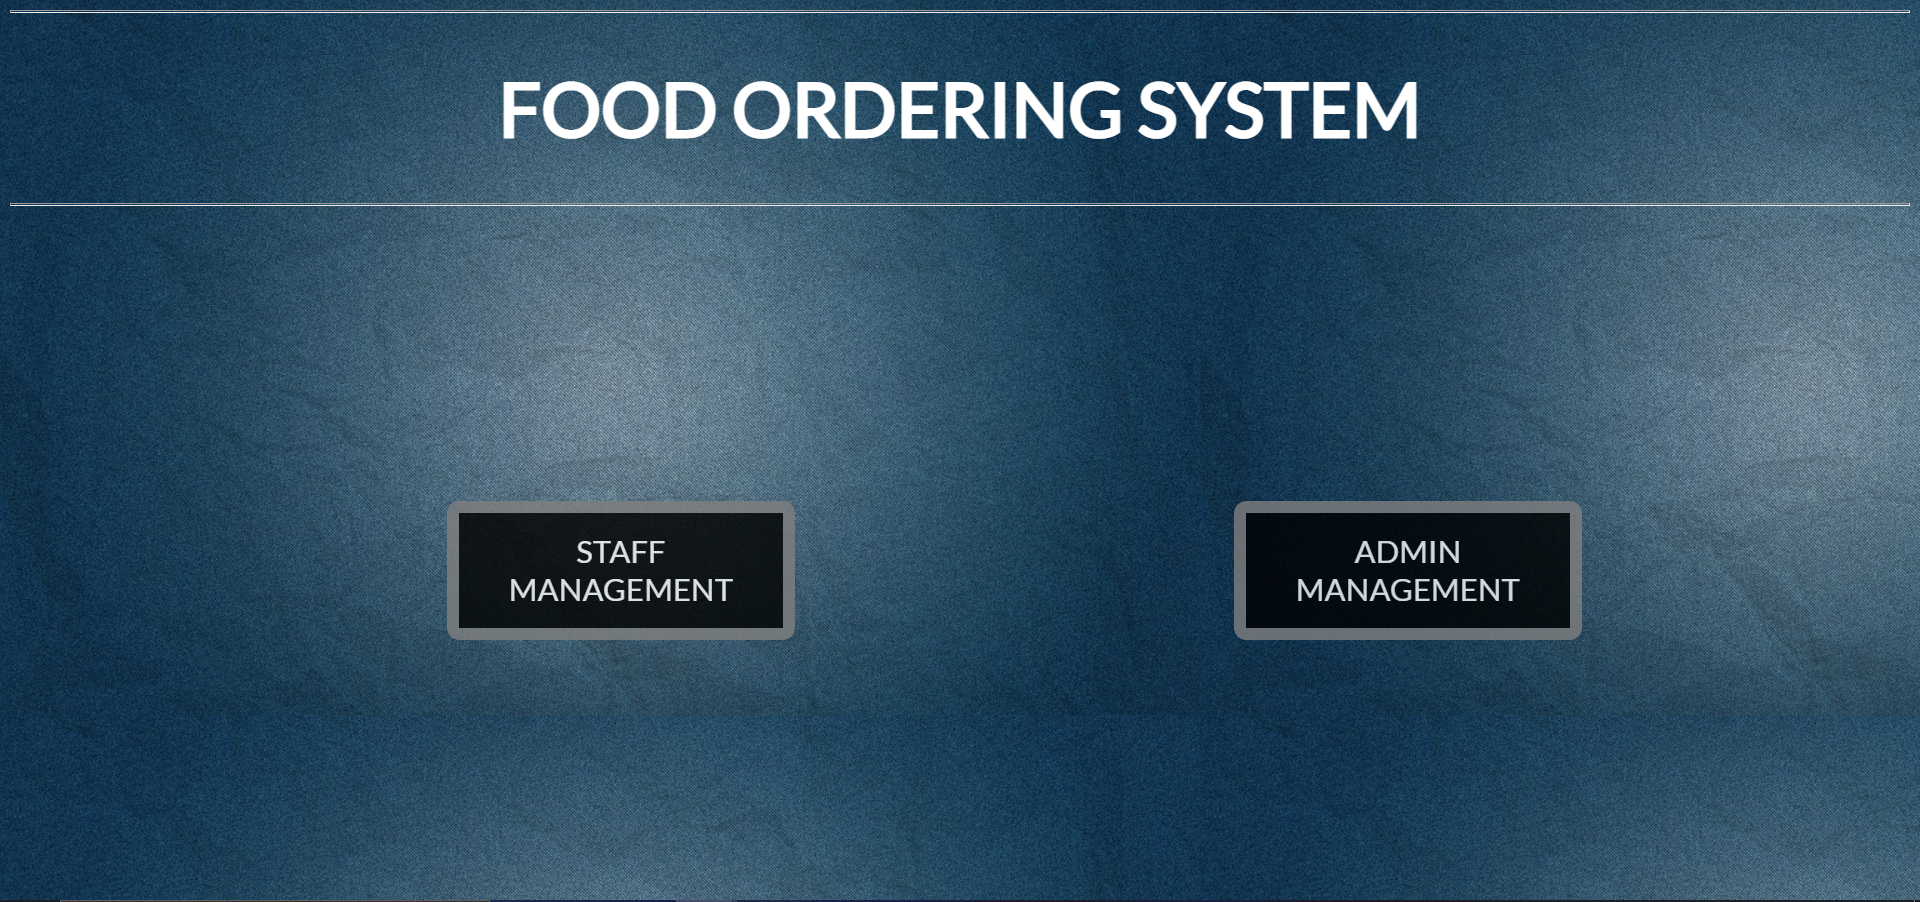 FOOD ORDERING SYSTEM
STAFF
MANAGEMENT
ADMIN
MANAGEMENT